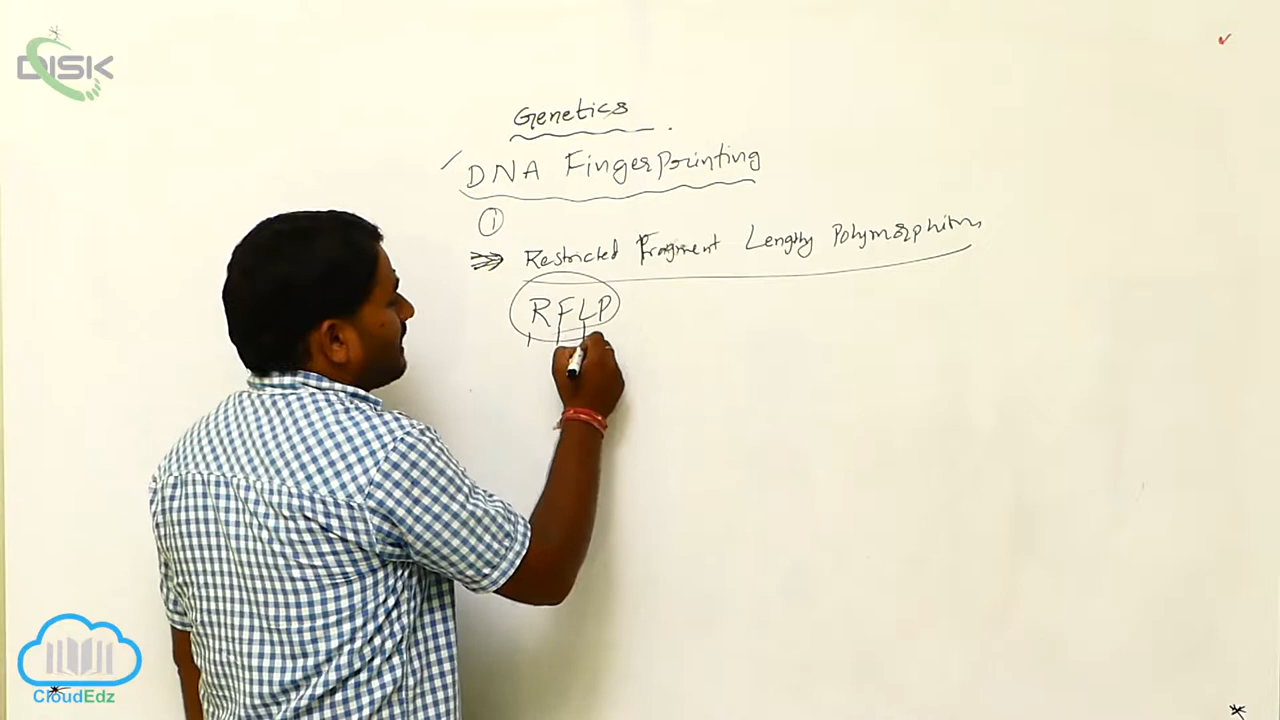 DISK
Genetics
DNA Fingerprinting
①
Restricted Fragment Length Polymorphism
RFLP
CloudEdz